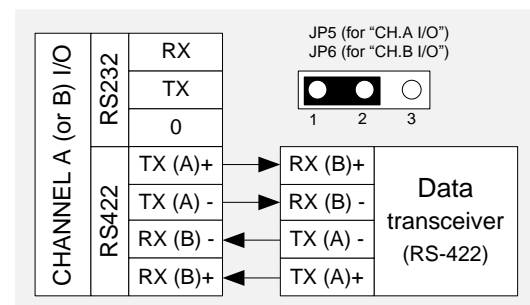 JP5 (for “CH.A I/O”)
JP6 (for “CH.B I/O”)
1 2 3
CHANNEL A (or B) I/O
RS232
RX
TX
0
RS422
TX (A)+
TX (A) -
RX (B) -
RX (B)+
RX (B)+
RX (B) -
TX (A) -
TX (A)+
Data
transceiver
(RS-422)